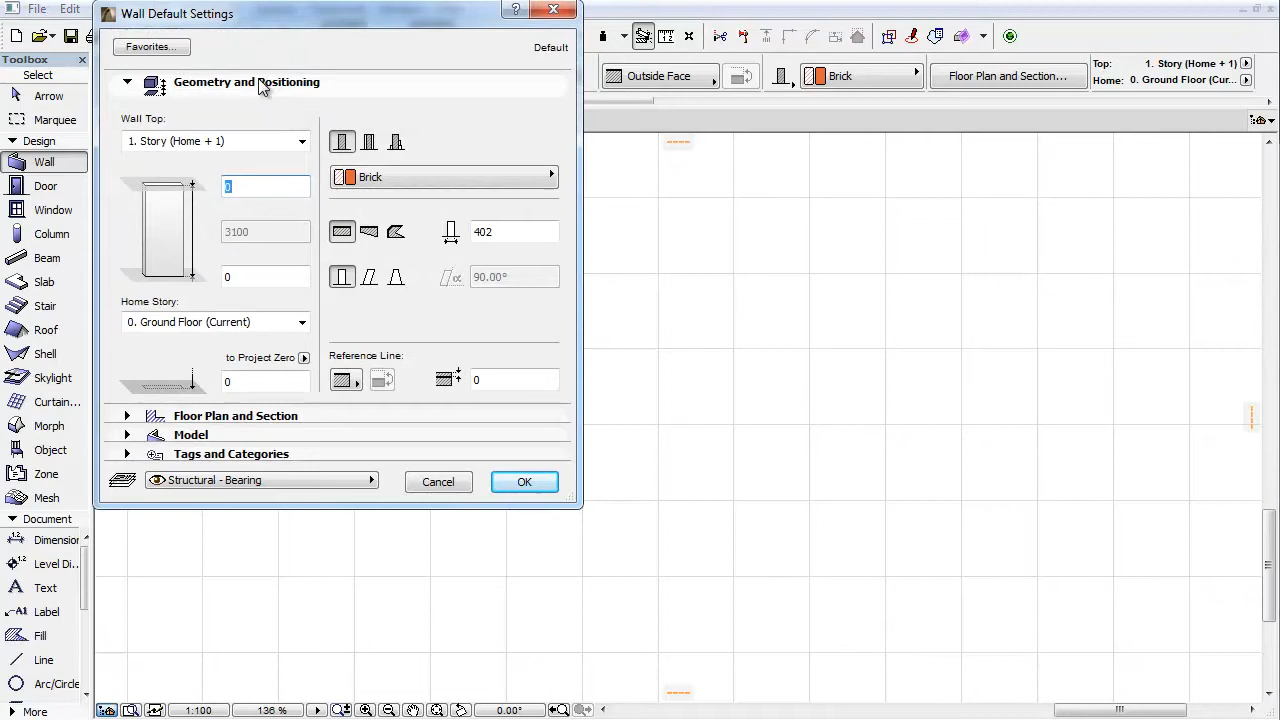 File Edit
Wall Default Settings
?
Toolbox
Select
Arrow
Marquee
Design
Wall
Door
Window
Column
Beam
Slab
Stair
Roof
Shell
Skylight
Curtain...
Morph
Object
Zone
Mesh
Document
Dimension
Level Di...
Text
Label
Fill
Line
Arc/Circle
More
Favorites...
Default
Geometry and Positioning
Wall Top:
1. Story (Home + 1)
0
3100
0
Home Story:
0. Ground Floor (Current)
to Project Zero
0
Brick
402
90.00°
Reference Line:
0
Floor Plan and Section
Model
Tags and Categories
Structural - Bearing
Cancel
OK
Outside Face
Brick
Floor Plan and Section...
Top: 1. Story (Home + 1)
Home: 0. Ground Floor (Cur...
1:100
136 %
0.00°